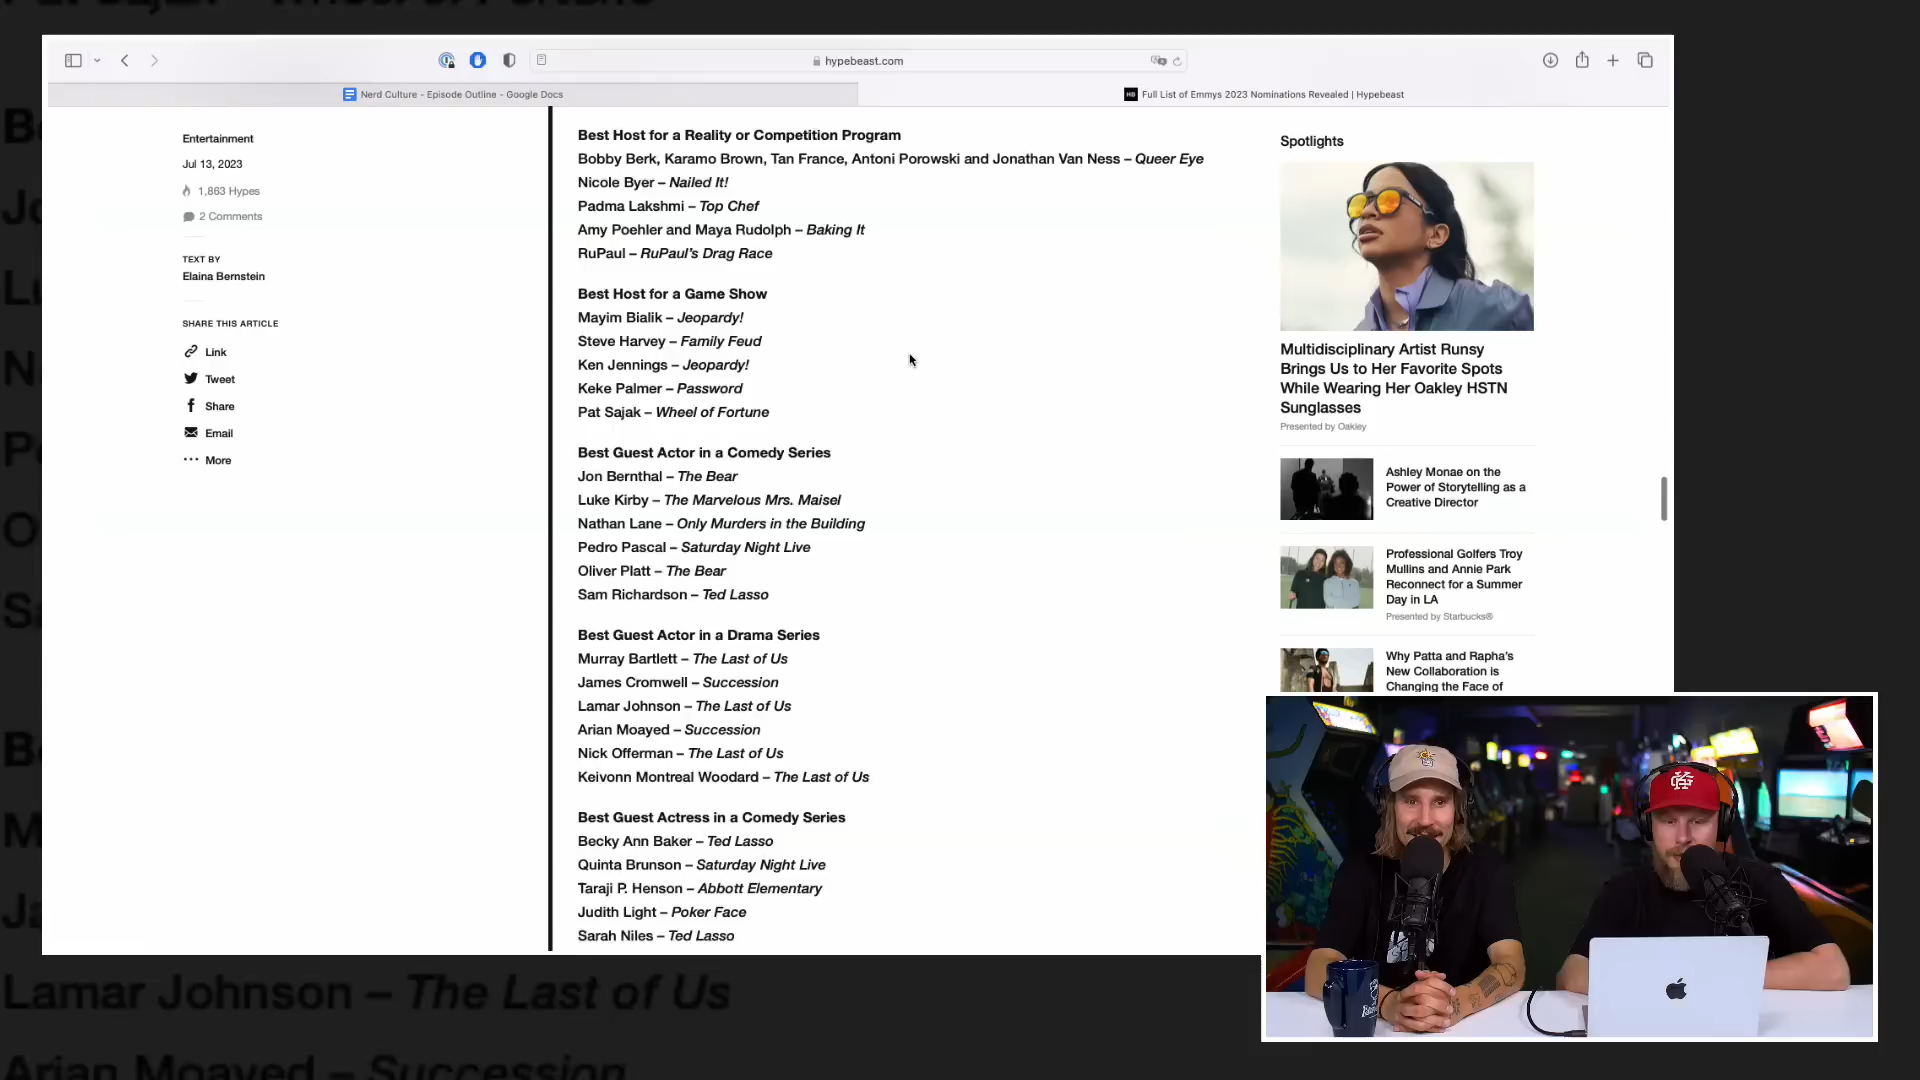 hypebeast.com
Nerd Culture - Episode Outline - Google Docs
Full List of Emmys 2023 Nominations Revealed | Hypebeast
Entertainment
Jul 13, 2023
1,863 Hypes
2 Comments
TEXT BY
Elaina Bernstein
SHARE THIS ARTICLE
Link
Tweet
Share
Email
More
Best Host for a Reality or Competition Program
Bobby Berk, Karamo Brown, Tan France, Antoni Porowski and Jonathan Van Ness – Queer Eye
Nicole Byer – Nailed It!
Padma Lakshmi – Top Chef
Amy Poehler and Maya Rudolph – Baking It
RuPaul – RuPaul's Drag Race
Best Host for a Game Show
Mayim Bialik – Jeopardy!
Steve Harvey – Family Feud
Ken Jennings – Jeopardy!
Keke Palmer – Password
Pat Sajak – Wheel of Fortune
Best Guest Actor in a Comedy Series
Jon Bernthal – The Bear
Luke Kirby – The Marvelous Mrs. Maisel
Nathan Lane – Only Murders in the Building
Pedro Pascal – Saturday Night Live
Oliver Platt – The Bear
Sam Richardson – Ted Lasso
Best Guest Actor in a Drama Series
Murray Bartlett – The Last of Us
James Cromwell – Succession
Lamar Johnson – The Last of Us
Arian Moayed – Succession
Nick Offerman – The Last of Us
Keivonn Montreal Woodard – The Last of Us
Best Guest Actress in a Comedy Series
Becky Ann Baker – Ted Lasso
Quinta Brunson – Saturday Night Live
Taraji P. Henson – Abbott Elementary
Judith Light – Poker Face
Sarah Niles – Ted Lasso
Spotlights
Multidisciplinary Artist Runsy
Brings Us to Her Favorite Spots
While Wearing Her Oakley HSTN
Sunglasses
Presented by Oakley
Ashley Monae on the
Power of Storytelling as a
Creative Director
Professional Golfers Troy
Mullins and Annie Park
Reconnect for a Summer
Day in LA
Presented by Starbucks®
Why Patta and Rapha's
New Collaboration is
Changing the Face of
Lamar Johnson – The Last of Us
Arian Moayed – Succession